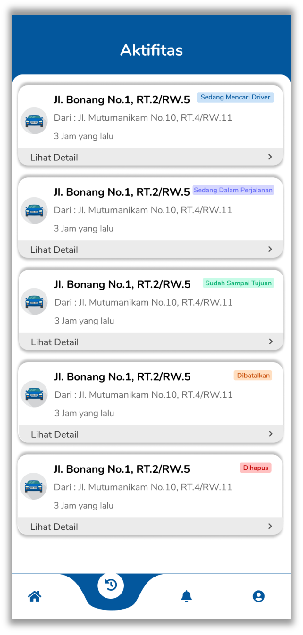 Aktifitas
Jl. Bonang No.1, RT.2/RW.5 Sedang Mencari Driver
Dari : Jl. Mutumanikam No.10, RT.4/RW.11
3 Jam yang lalu
Lihat Detail
Jl. Bonang No.1, RT.2/RW.5 Sedang Dalam Perjalanan
Dari : Jl. Mutumanikam No.10, RT.4/RW.11
3 Jam yang lalu
Lihat Detail
Jl. Bonang No.1, RT.2/RW.5 Sudah Sampai Tujuan
Dari : Jl. Mutumanikam No.10, RT.4/RW.11
3 Jam yang lalu
Lihat Detail
Jl. Bonang No.1, RT.2/RW.5 Dibatalkan
Dari : Jl. Mutumanikam No.10, RT.4/RW.11
3 Jam yang lalu
Lihat Detail
Jl. Bonang No.1, RT.2/RW.5 Dihapus
Dari : Jl. Mutumanikam No.10, RT.4/RW.11
3 Jam yang lalu
Lihat Detail